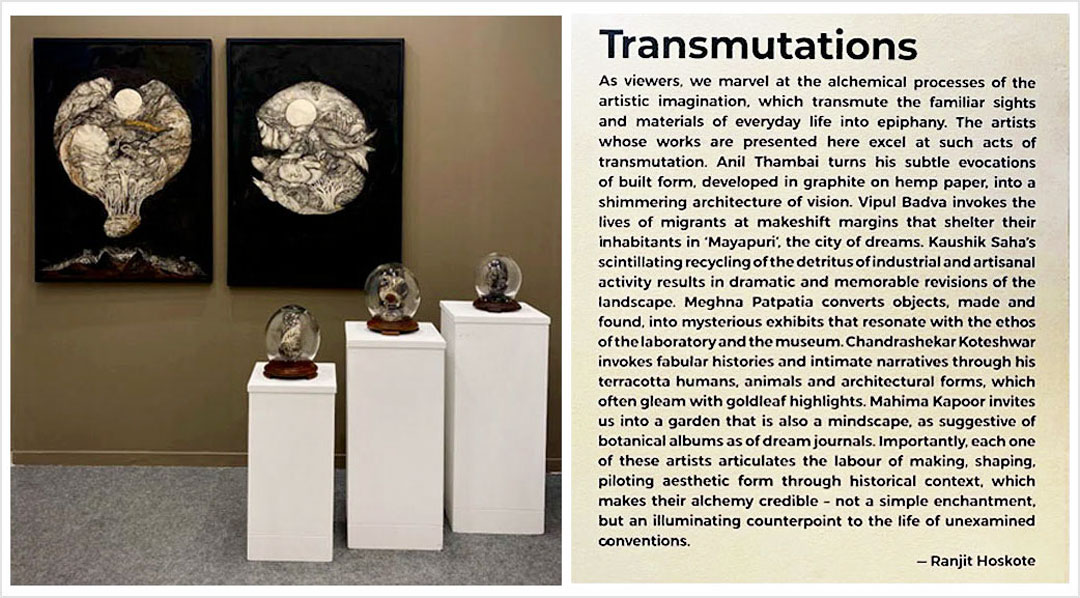 Transmutations
As viewers, we marvel at the alchemical processes of the
artistic imagination, which transmute the familiar sights
and materials of everyday life into epiphany. The artists
whose works are presented here excel at such acts of
transmutation. Anil Thambai turns his subtle evocations
of built form, developed in graphite on hemp paper, into a
shimmering architecture of vision. Vipul Badva invokes the
lives of migrants at makeshift margins that shelter their
inhabitants in ‘Mayapuri’, the city of dreams. Kaushik Saha’s
scintillating recycling of the detritus of industrial and artisanal
activity results in dramatic and memorable revisions of the
landscape. Meghna Patpatia converts objects, made and
found, into mysterious exhibits that resonate with the ethos
of the laboratory and the museum. Chandrashekar Koteshwar
invokes fabular histories and intimate narratives through his
terracotta humans, animals and architectural forms, which
often gleam with goldleaf highlights. Mahima Kapoor invites
us into a garden that is also a mindscape, as suggestive of
botanical albums as of dream journals. Importantly, each one
of these artists articulates the labour of making, shaping,
piloting aesthetic form through historical context, which
makes their alchemy credible – not a simple enchantment,
but an illuminating counterpoint to the life of unexamined
conventions.
— Ranjit Hoskote